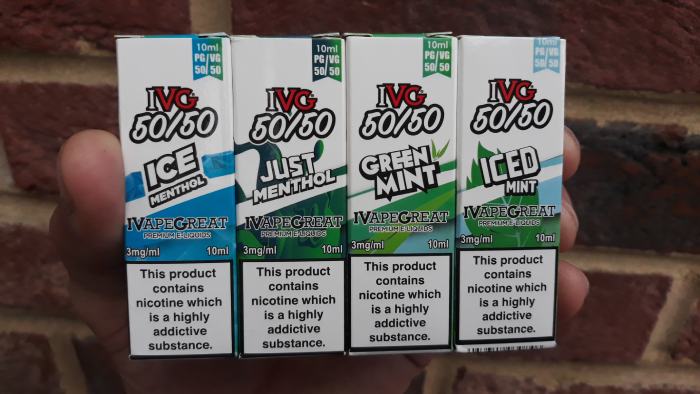 10ml
PG/VG
50/50
IVG
50/50
ICE
MENTHOL
IVAPEGREAT
PREMIUM E-LIQUIDS
3mg/ml 10ml
This product
contains
nicotine which
is a highly
addictive
substance.
10ml
PG/VG
50/50
IVG
50/50
JUST
MENTHOL
IVAPEGREAT
PREMIUM E-LIQUIDS
3mg/ml 10ml
This product
contains
nicotine which
is a highly
addictive
substance.
10ml
PG/VG
50/50
IVG
50/50
GREEN
MINT
IVAPEGREAT
PREMIUM E-LIQUIDS
3mg/ml 10ml
This product
contains
nicotine which
is a highly
addictive
substance.
10ml
PG/VG
50/50
IVG
50/50
ICED
MINT
IVAPEGREAT
PREMIUM E-LIQUIDS
3mg/ml 10ml
This product
contains
nicotine which
is a highly
addictive
substance.